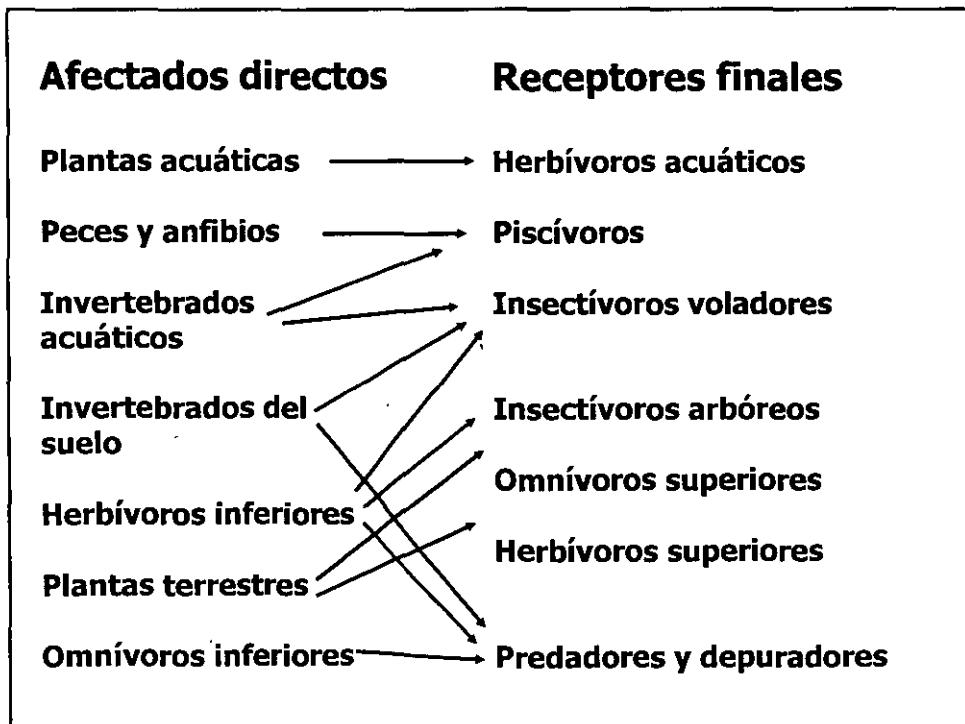 Afectados directos
Receptores finales
Plantas acuáticas
Herbívoros acuáticos
Peces y anfibios
Piscívoros
Invertebrados
acuáticos
Insectívoros voladores
Invertebrados del
suelo
Insectívoros arbóreos
Omnívoros superiores
Herbívoros inferiores
Herbívoros superiores
Plantas terrestres
Omnívoros inferiores
Predadores y depuradores